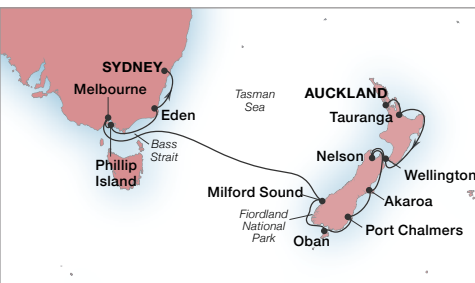 SYDNEY
Melbourne
Eden
Bass
Strait
Phillip
Island
Tasman
Sea
AUCKLAND
Tauranga
Nelson
Wellington
Milford Sound
Akaroa
Fiordland
National
Park
Port Chalmers
Oban